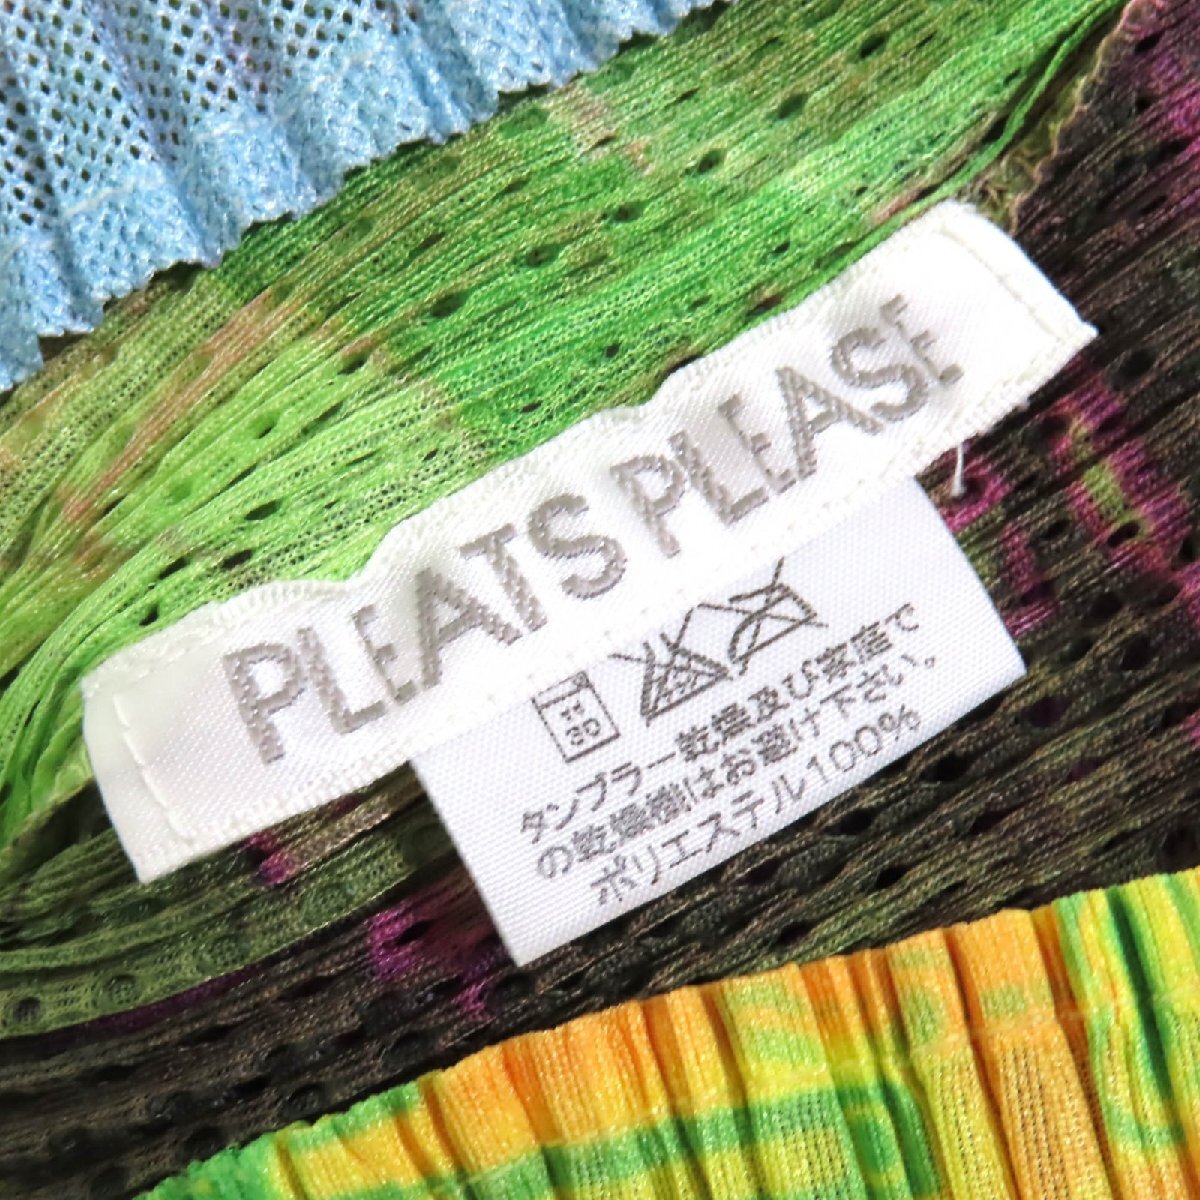 PLEATS PLEASE
タンブラー乾燥及び家庭で
の乾燥機はお避け下さい。
ポリエステル100%